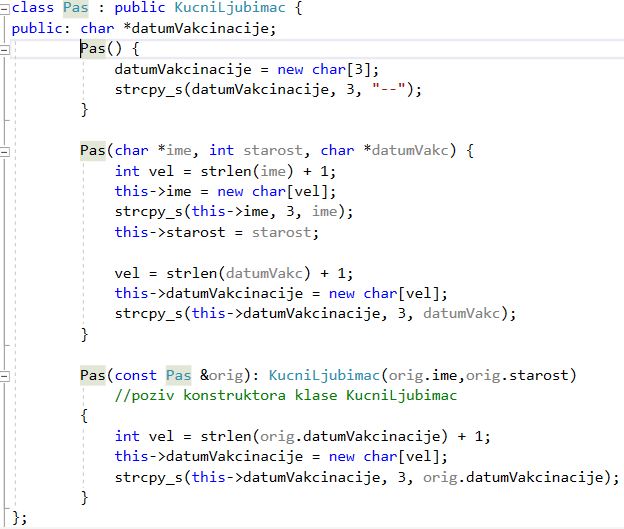 class Pas : public KucniLjubimac {
public: char *datumVakcinacije;
Pas() {
datumVakcinacije = new char[3];
strcpy_s(datumVakcinacije, 3, "--");
}
Pas(char *ime, int starost, char *datumVakc) {
int vel = strlen(ime) + 1;
this->ime = new char[vel];
strcpy_s(this->ime, 3, ime);
this->starost = starost;
vel = strlen(datumVakc) + 1;
this->datumVakcinacije = new char[vel];
strcpy_s(this->datumVakcinacije, 3, datumVakc);
}
Pas(const Pas &orig): KucniLjubimac(orig.ime,orig.starost)
//poziv konstruktora klase KucniLjubimac
{
int vel = strlen(orig.datumVakcinacije) + 1;
this->datumVakcinacije = new char[vel];
strcpy_s(this->datumVakcinacije, 3, orig.datumVakcinacije);
}
};